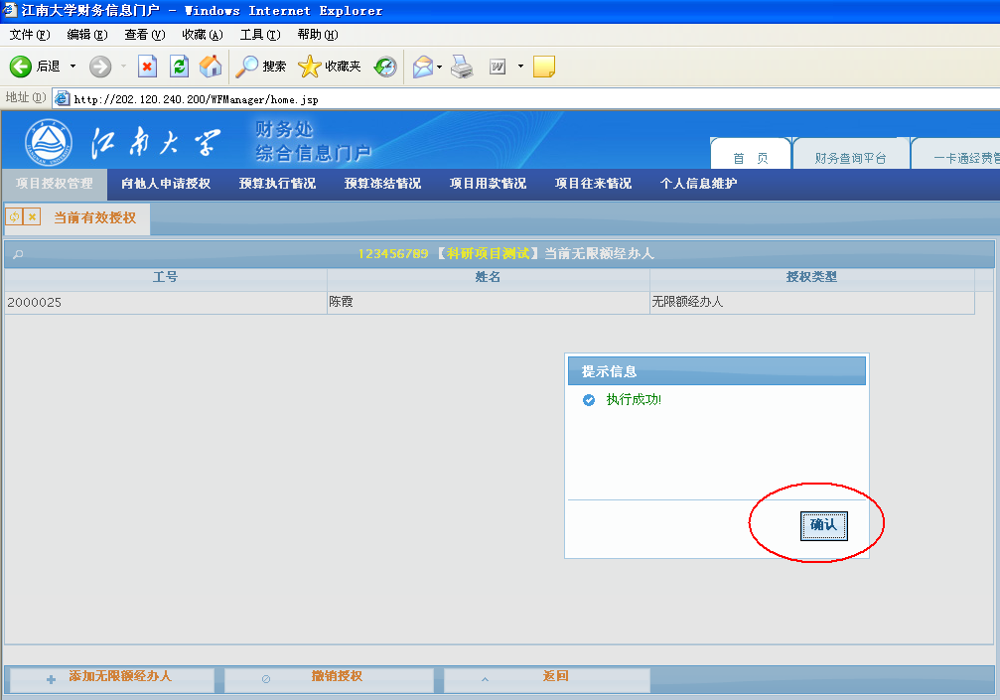 江南大学财务信息门户 - Windows Internet Explorer
文件(F) 编辑(E) 查看(V) 收藏(A) 工具(T) 帮助(H)
后退 搜索 收藏夹
地址(D) http://202.120.240.200/WFManager/home.jsp
江南大学 财务处
综合信息门户
首 页 财务查询平台 一卡通经费管
项目授权管理 向他人申请授权 预算执行情况 预算冻结情况 项目用款情况 项目往来情况 个人信息维护
当前有效授权
123456789 【科研项目测试】当前无限额经办人
工号 姓名 授权类型
2000025 陈霞 无限额经办人
提示信息
执行成功!
确认
添加无限额经办人 撤销授权 返回